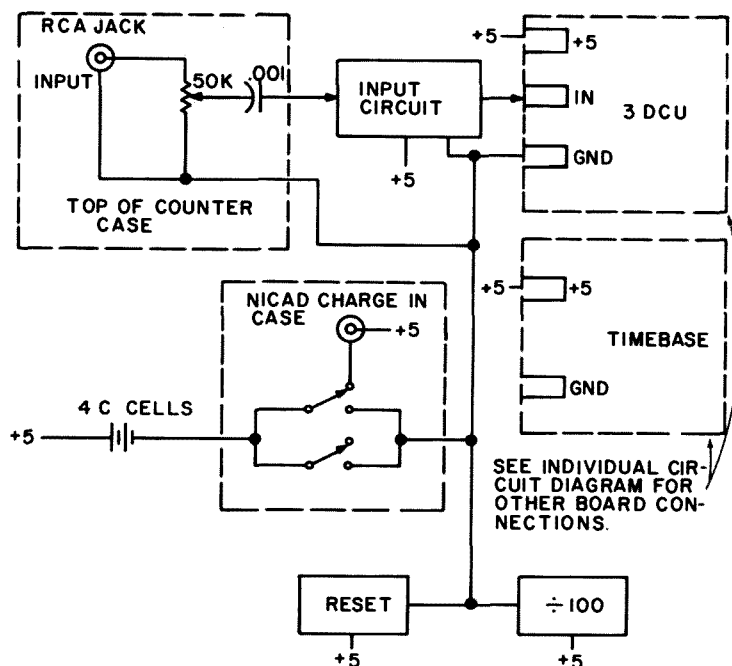 RCA JACK
INPUT
50K
.001
INPUT
CIRCUIT
+5
+5
+5
IN
3 DCU
GND
TOP OF COUNTER
CASE
NICAD CHARGE IN
CASE
+5
+5
+5
TIMEBASE
GND
4 C CELLS
+5
SEE INDIVIDUAL CIR-
CUIT DIAGRAM FOR
OTHER BOARD CON-
NECTIONS.
RESET
÷100
+5
+5